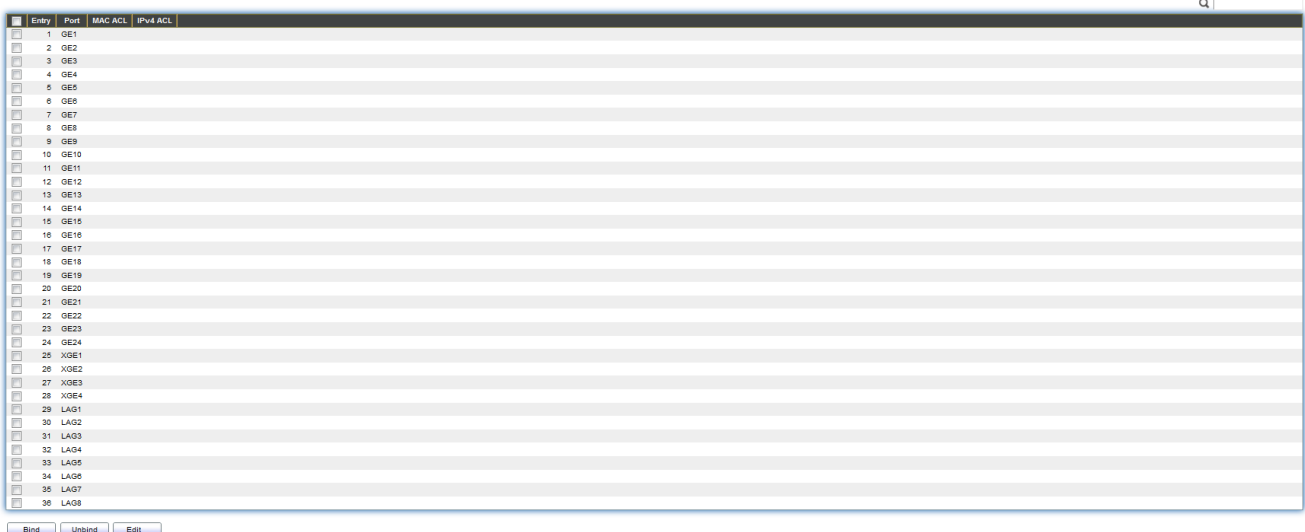 Entry Port MAC ACL IPv4 ACL
1 GE1
2 GE2
3 GE3
4 GE4
5 GE5
6 GE6
7 GE7
8 GE8
9 GE9
10 GE10
11 GE11
12 GE12
13 GE13
14 GE14
15 GE15
16 GE16
17 GE17
18 GE18
19 GE19
20 GE20
21 GE21
22 GE22
23 GE23
24 GE24
25 XGE1
26 XGE2
27 XGE3
28 XGE4
29 LAG1
30 LAG2
31 LAG3
32 LAG4
33 LAG5
34 LAG6
35 LAG7
36 LAG8
Bind Unbind Edit